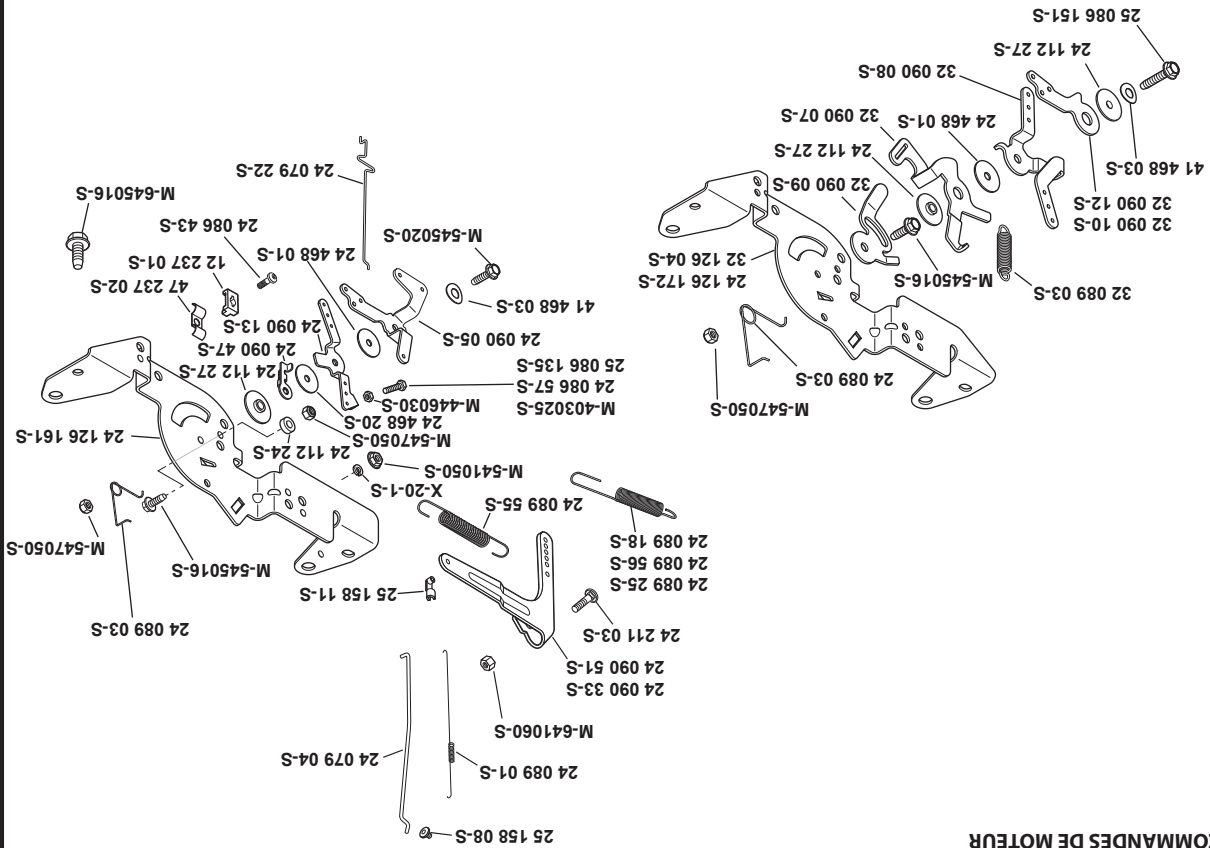 COMMANDES DE MOTEUR
25 158 08-S
24 089 01-S
24 079 04-S
M-641060-S
24 090 33-S
24 090 51-S
24 211 03-S
24 089 03-S
25 158 11-S
24 089 25-S
24 089 56-S
24 089 18-S
M-545016-S
M-547050-S
24 089 55-S
X-20-1-S
M-541050-S
24 112 24-S
24 126 161-S
M-547050-S
24 468 20-S
M-446030-S
M-403025-S
24 086 57-S
25 086 135-S
24 112 27-S
24 090 47-S
24 090 13-S
24 090 05-S
41 468 03-S
47 237 02-S
12 237 01-S
24 468 01-S
M-545020-S
24 086 43-S
M-645016-S
24 079 22-S
M-547050-S
24 089 03-S
32 089 03-S
M-545016-S
24 126 172-S
32 126 04-S
32 090 10-S
32 090 12-S
41 468 03-S
32 090 09-S
24 112 27-S
24 468 01-S
32 090 07-S
32 090 08-S
24 112 27-S
25 086 151-S